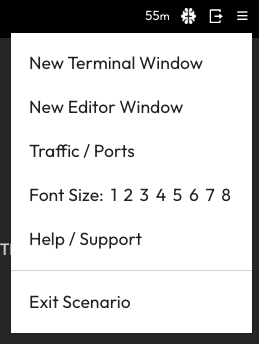 55m
New Terminal Window
New Editor Window
Traffic / Ports
Font Size: 1 2 3 4 5 6 7 8
Help / Support
Exit Scenario